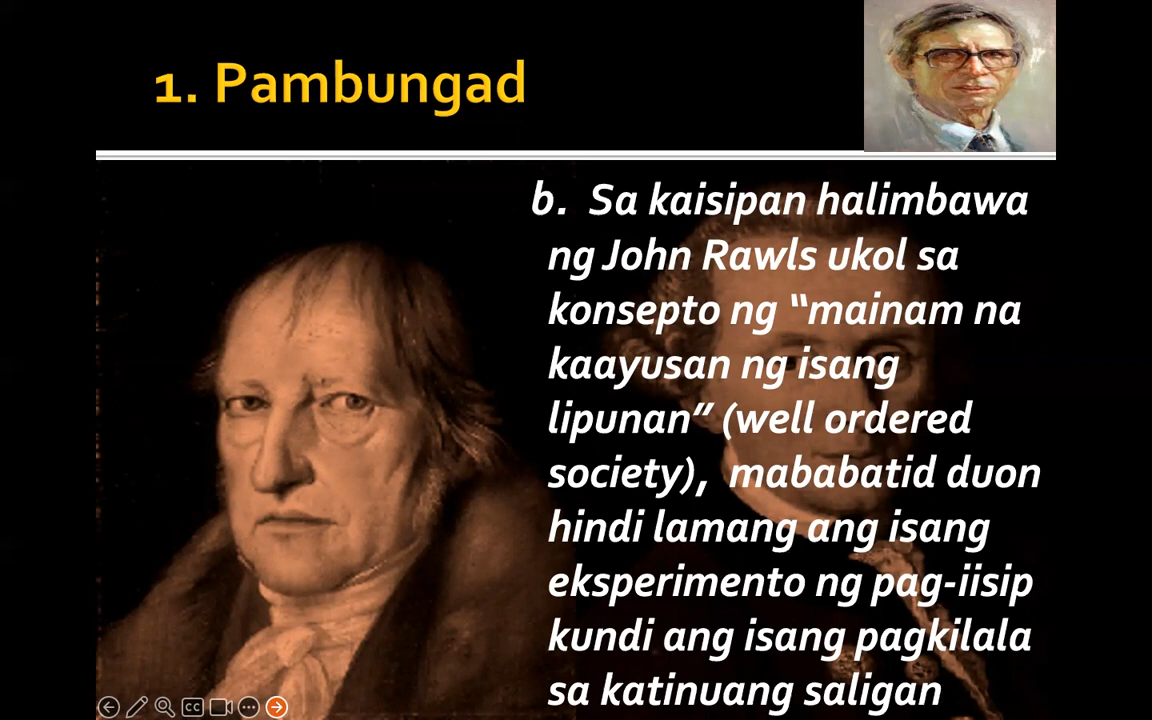 1. Pambungad
b. Sa kaisipan halimbawa
ng John Rawls ukol sa
konsepto ng “mainam na
kaayusan ng isang
lipunan” (well ordered
society), mababatid duon
hindi lamang ang isang
eksperimento ng pag-iisip
kundi ang isang pagkilala
sa katinuang saligan
CC